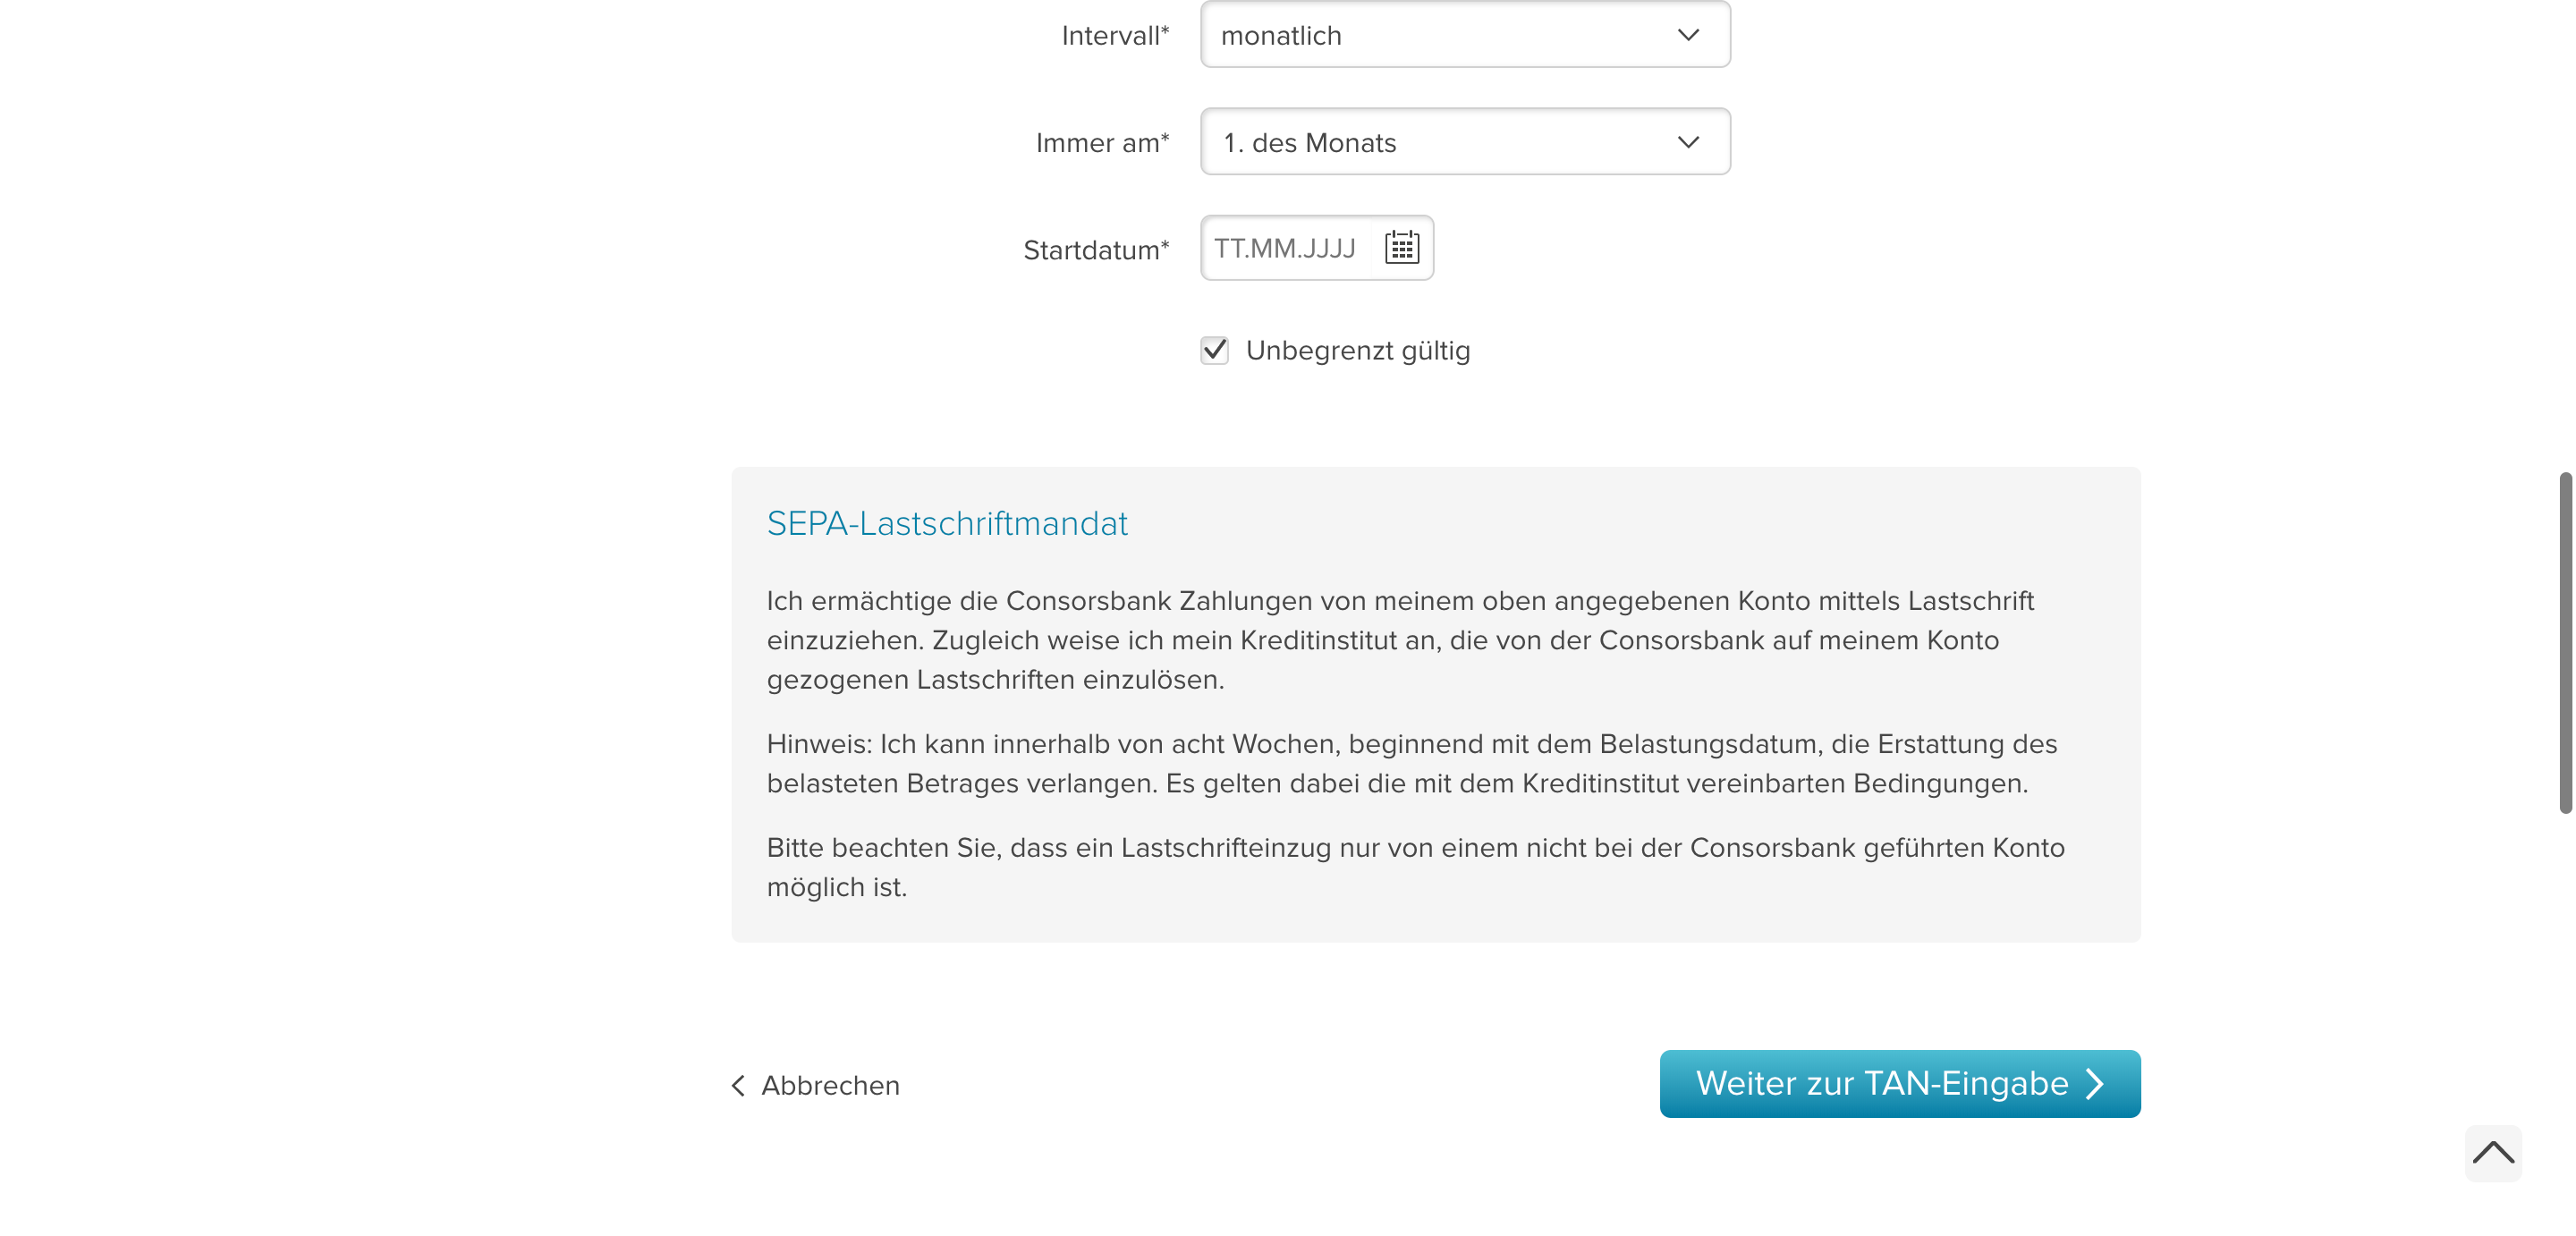 Intervall* monatlich
Immer am* 1. des Monats
Startdatum* TT.MM.JJJJ
Unbegrenzt gültig
SEPA-Lastschriftmandat
Ich ermächtige die Consorsbank Zahlungen von meinem oben angegebenen Konto mittels Lastschrift
einzuziehen. Zugleich weise ich mein Kreditinstitut an, die von der Consorsbank auf meinem Konto
gezogenen Lastschriften einzulösen.
Hinweis: Ich kann innerhalb von acht Wochen, beginnend mit dem Belastungsdatum, die Erstattung des
belasteten Betrages verlangen. Es gelten dabei die mit dem Kreditinstitut vereinbarten Bedingungen.
Bitte beachten Sie, dass ein Lastschrifteinzug nur von einem nicht bei der Consorsbank geführten Konto
möglich ist.
Abbrechen
Weiter zur TAN-Eingabe